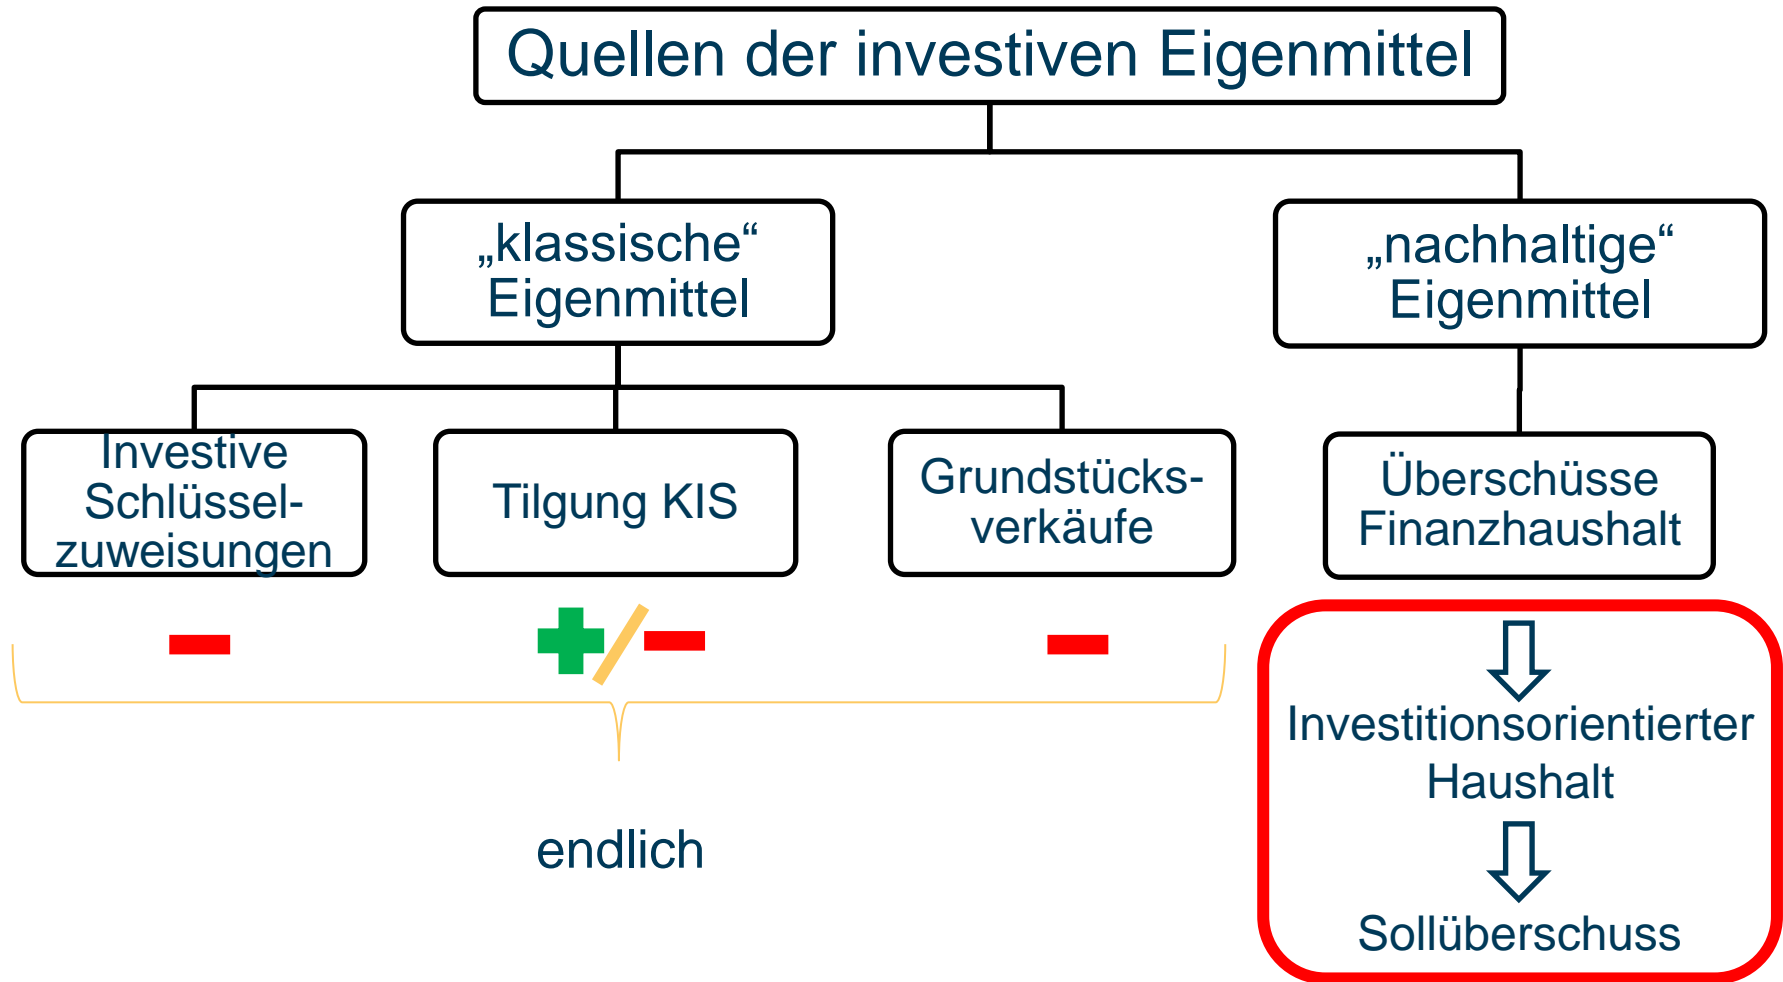 Quellen der investiven Eigenmittel
„klassische“
Eigenmittel
„nachhaltige“
Eigenmittel
Investive
Schlüssel-
zuweisungen
Tilgung KIS
Grundstücks-
verkäufe
Überschüsse
Finanzhaushalt
Investitionsorientierter
Haushalt
endlich
Sollüberschuss